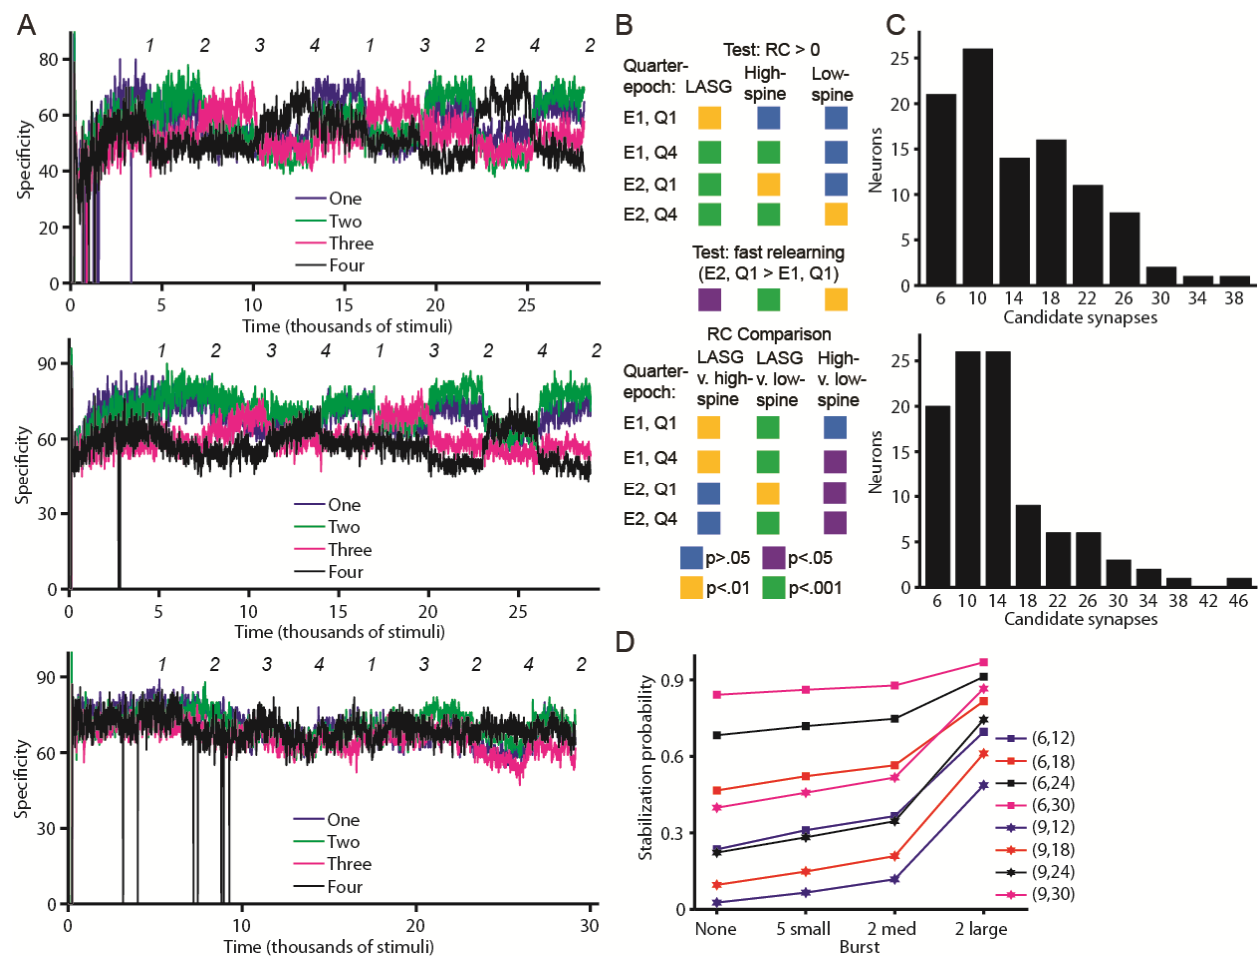 A
1 2 3 4 1 3 2 4 2
80
60
40
20
0
Specificity
One
Two
Three
Four
0 5 10 15 20 25
Time (thousands of stimuli)
1 2 3 4 1 3 2 4 2
90
60
30
0
Specificity
One
Two
Three
Four
0 5 10 15 20 25
Time (thousands of stimuli)
1 2 3 4 1 3 2 4 2
90
60
30
0
Specificity
One
Two
Three
Four
0 10 20 30
Time (thousands of stimuli)
B
Test: RC > 0
Quarter-epoch: LASG High-spine Low-spine
E1, Q1
E1, Q4
E2, Q1
E2, Q4
Test: fast relearning
(E2, Q1 > E1, Q1)
RC Comparison
Quarter-epoch: LASG v. high-spine LASG v. low-spine High-v. low-spine
E1, Q1
E1, Q4
E2, Q1
E2, Q4
p>.05 p<.05
p<.01 p<.001
C
25
20
15
10
5
0
Neurons
6 10 14 18 22 26 30 34 38
Candidate synapses
25
20
15
10
5
0
Neurons
6 10 14 18 22 26 30 34 38 42 46
Candidate synapses
D
0.9
0.6
0.3
0
Stabilization probability
(6,12)
(6,18)
(6,24)
(6,30)
(9,12)
(9,18)
(9,24)
(9,30)
None 5 small 2 med 2 large
Burst